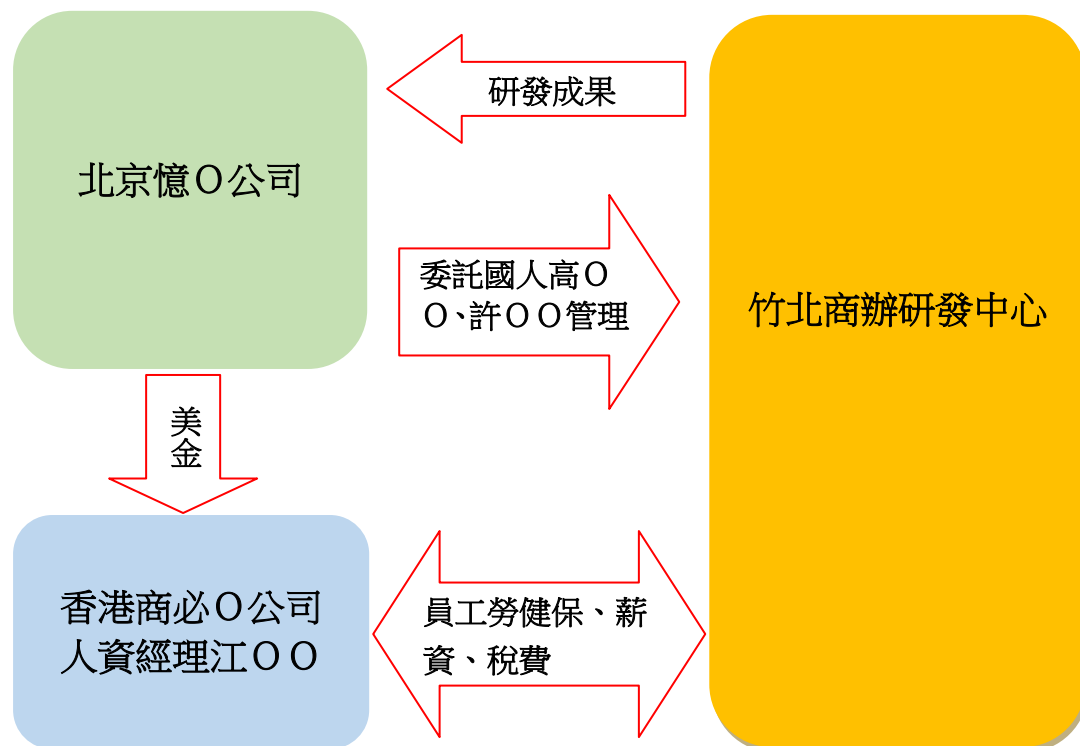 研發成果
北京憶Ｏ公司
委託國人高Ｏ
Ｏ、許ＯＯ管理
竹北商辦研發中心
美
金
香港商必Ｏ公司
人資經理江ＯＯ
員工勞健保、薪
資、稅費